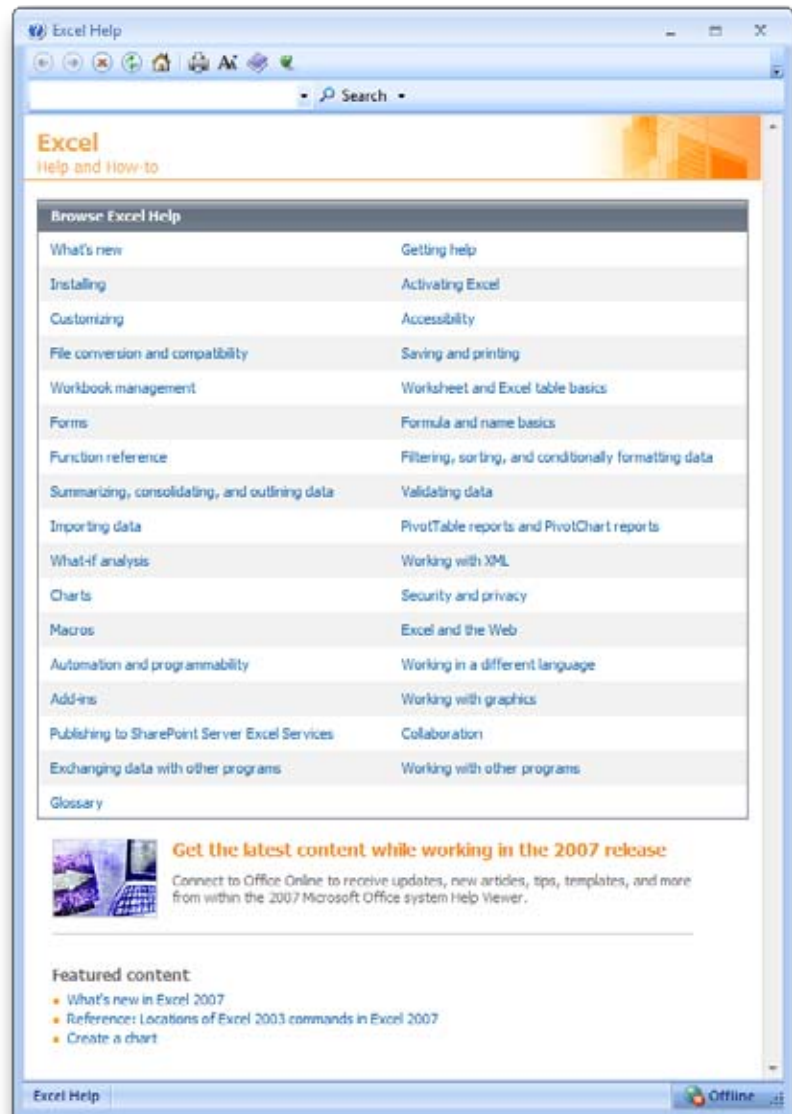 Excel Help
Search
Excel
Help and How-to
Browse Excel Help
What's new Getting help
Installing Activating Excel
Customizing Accessibility
File conversion and compatibility Saving and printing
Workbook management Worksheet and Excel table basics
Forms Formula and name basics
Function reference Filtering, sorting, and conditionally formatting data
Summarizing, consolidating, and outlining data Validating data
Importing data PivotTable reports and PivotChart reports
What-if analysis Working with XML
Charts Security and privacy
Macros Excel and the Web
Automation and programmability Working in a different language
Add-ins Working with graphics
Publishing to SharePoint Server Excel Services Collaboration
Exchanging data with other programs Working with other programs
Glossary
Get the latest content while working in the 2007 release
Connect to Office Online to receive updates, new articles, tips, templates, and more
from within the 2007 Microsoft Office system Help Viewer.
Featured content
What's new in Excel 2007
Reference: Locations of Excel 2003 commands in Excel 2007
Create a chart
Excel Help Offline